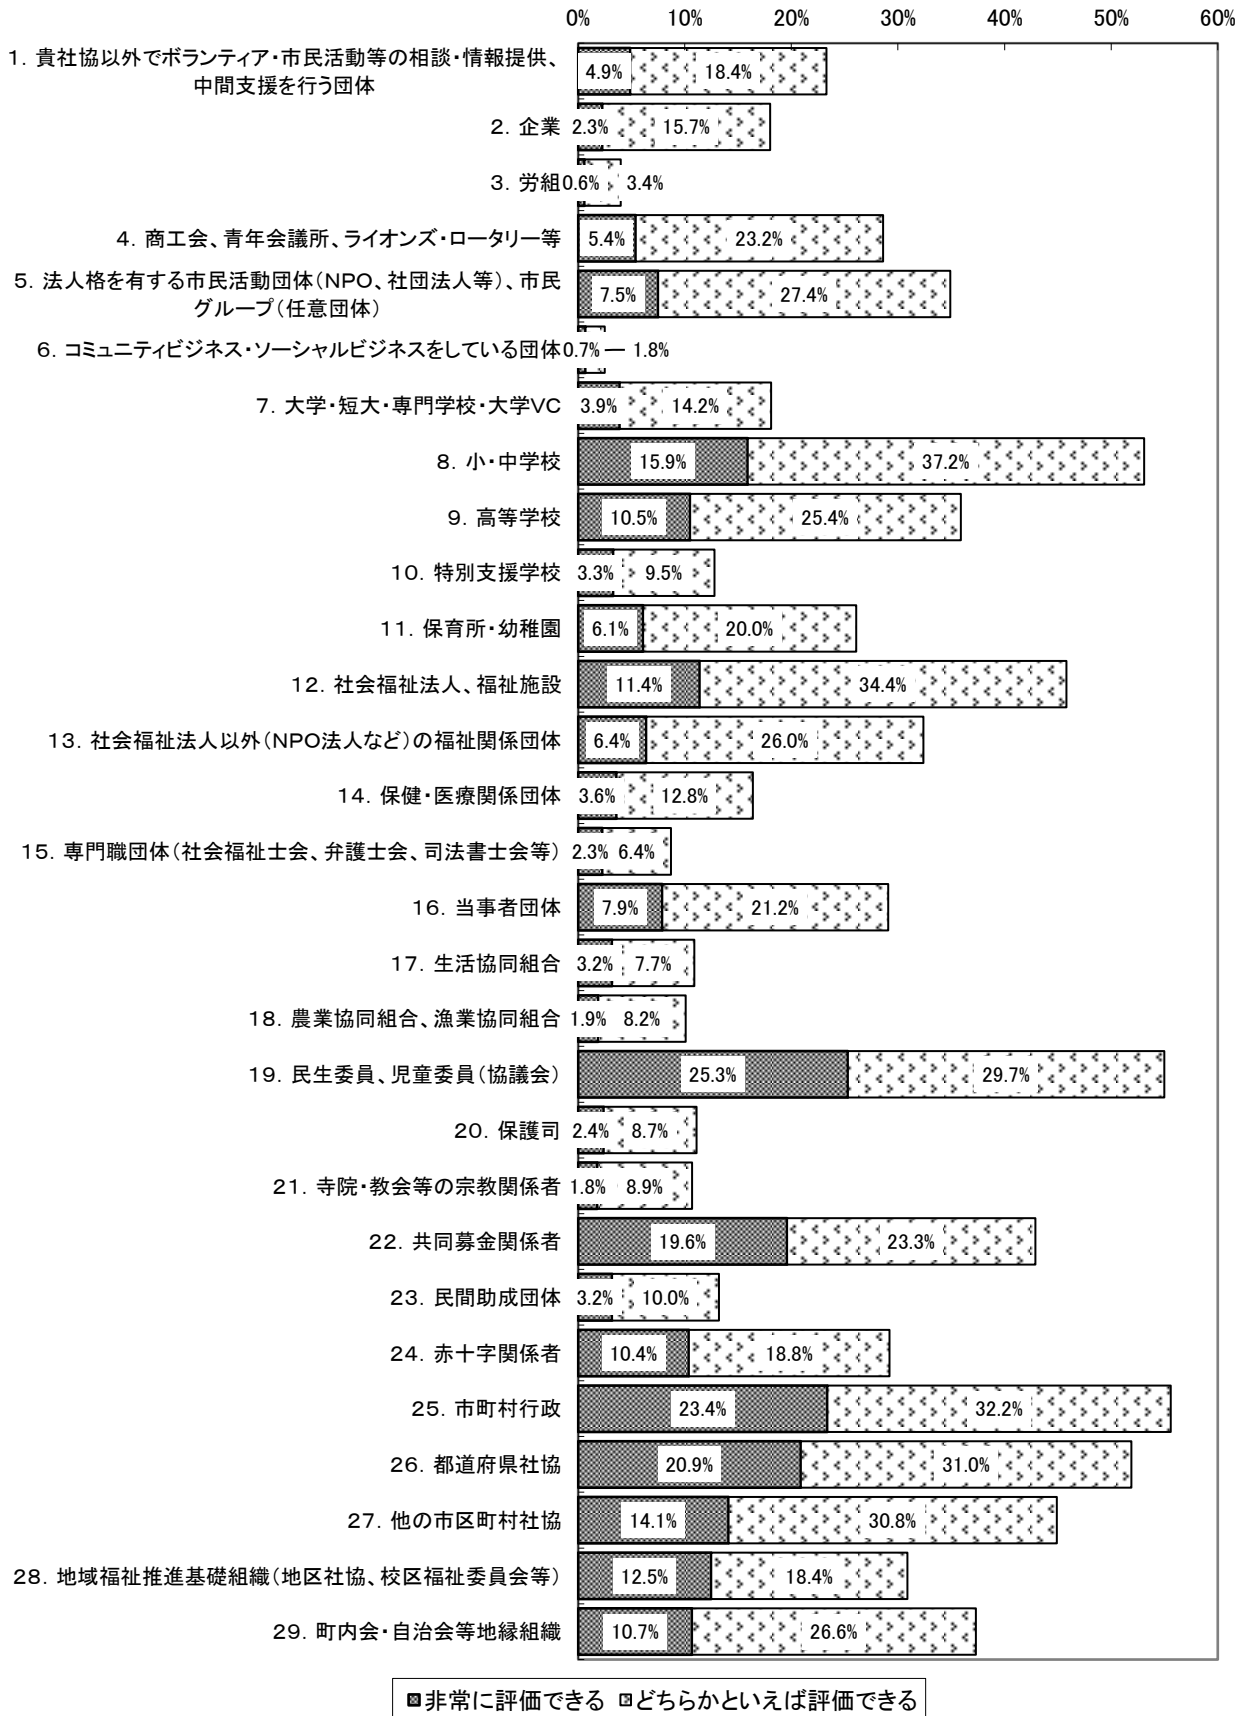 0% 10% 20% 30% 40% 50% 60%
1. 貴社協以外でボランティア・市民活動等の相談・情報提供、
中間支援を行う団体
4.9% 18.4%
2. 企業 2.3% 15.7%
3. 労組 0.6% 3.4%
4. 商工会、青年会議所、ライオンズ・ロータリー等 5.4% 23.2%
5. 法人格を有する市民活動団体(NPO、社団法人等)、市民
グループ(任意団体)
7.5% 27.4%
6. コミュニティビジネス・ソーシャルビジネスをしている団体 0.7% 1.8%
7. 大学・短大・専門学校・大学VC 3.9% 14.2%
8. 小・中学校 15.9% 37.2%
9. 高等学校 10.5% 25.4%
10. 特別支援学校 3.3% 9.5%
11. 保育所・幼稚園 6.1% 20.0%
12. 社会福祉法人、福祉施設 11.4% 34.4%
13. 社会福祉法人以外(NPO法人など)の福祉関係団体 6.4% 26.0%
14. 保健・医療関係団体 3.6% 12.8%
15. 専門職団体(社会福祉士会、弁護士会、司法書士会等) 2.3% 6.4%
16. 当事者団体 7.9% 21.2%
17. 生活協同組合 3.2% 7.7%
18. 農業協同組合、漁業協同組合 1.9% 8.2%
19. 民生委員、児童委員(協議会) 25.3% 29.7%
20. 保護司 2.4% 8.7%
21. 寺院・教会等の宗教関係者 1.8% 8.9%
22. 共同募金関係者 19.6% 23.3%
23. 民間助成団体 3.2% 10.0%
24. 赤十字関係者 10.4% 18.8%
25. 市町村行政 23.4% 32.2%
26. 都道府県社協 20.9% 31.0%
27. 他の市区町村社協 14.1% 30.8%
28. 地域福祉推進基礎組織(地区社協、校区福祉委員会等) 12.5% 18.4%
29. 町内会・自治会等地縁組織 10.7% 26.6%
非常に評価できる どちらかといえば評価できる